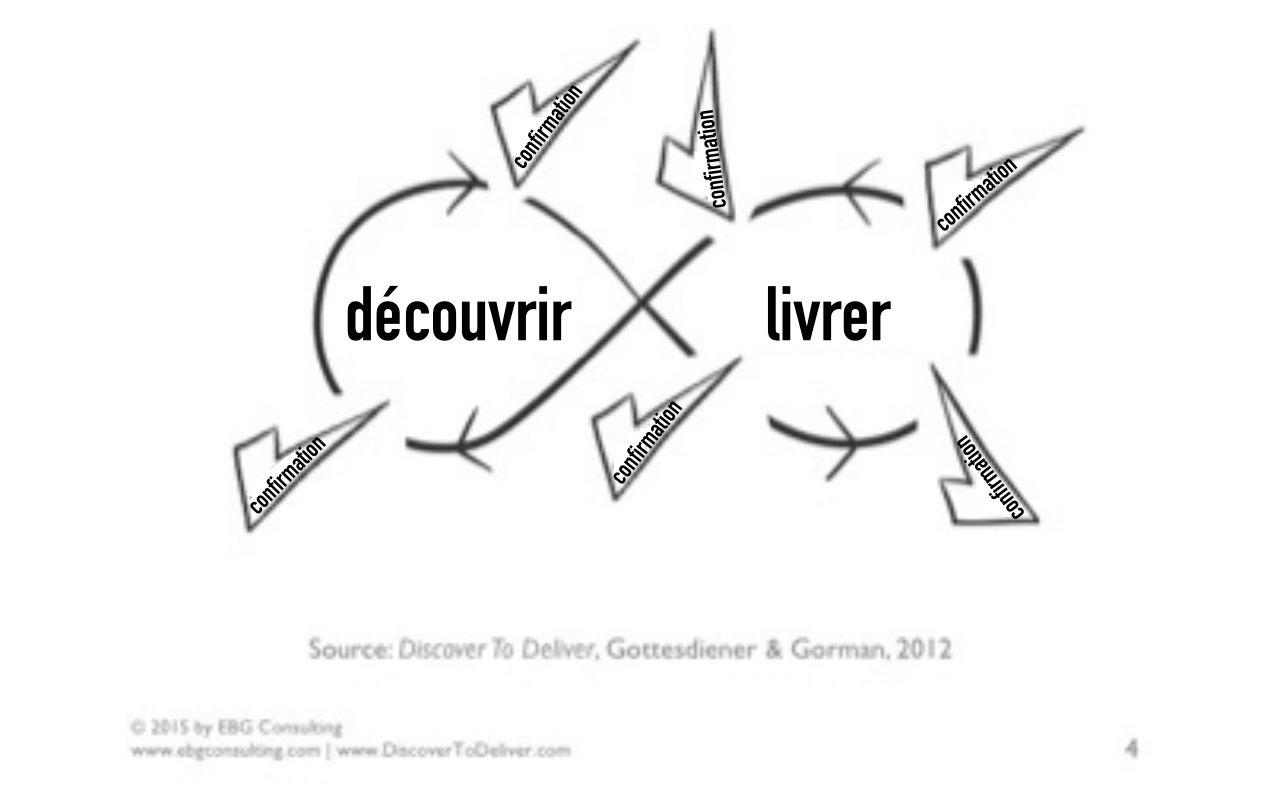 confirmation
confirmation
confirmation
découvrir
livrer
confirmation
confirmation
confirmation
Source: Discover To Deliver, Gottesdiener & Gorman, 2012
© 2015 by EBG Consulting
www.ebgconsulting.com | www.DiscoverToDeliver.com
4